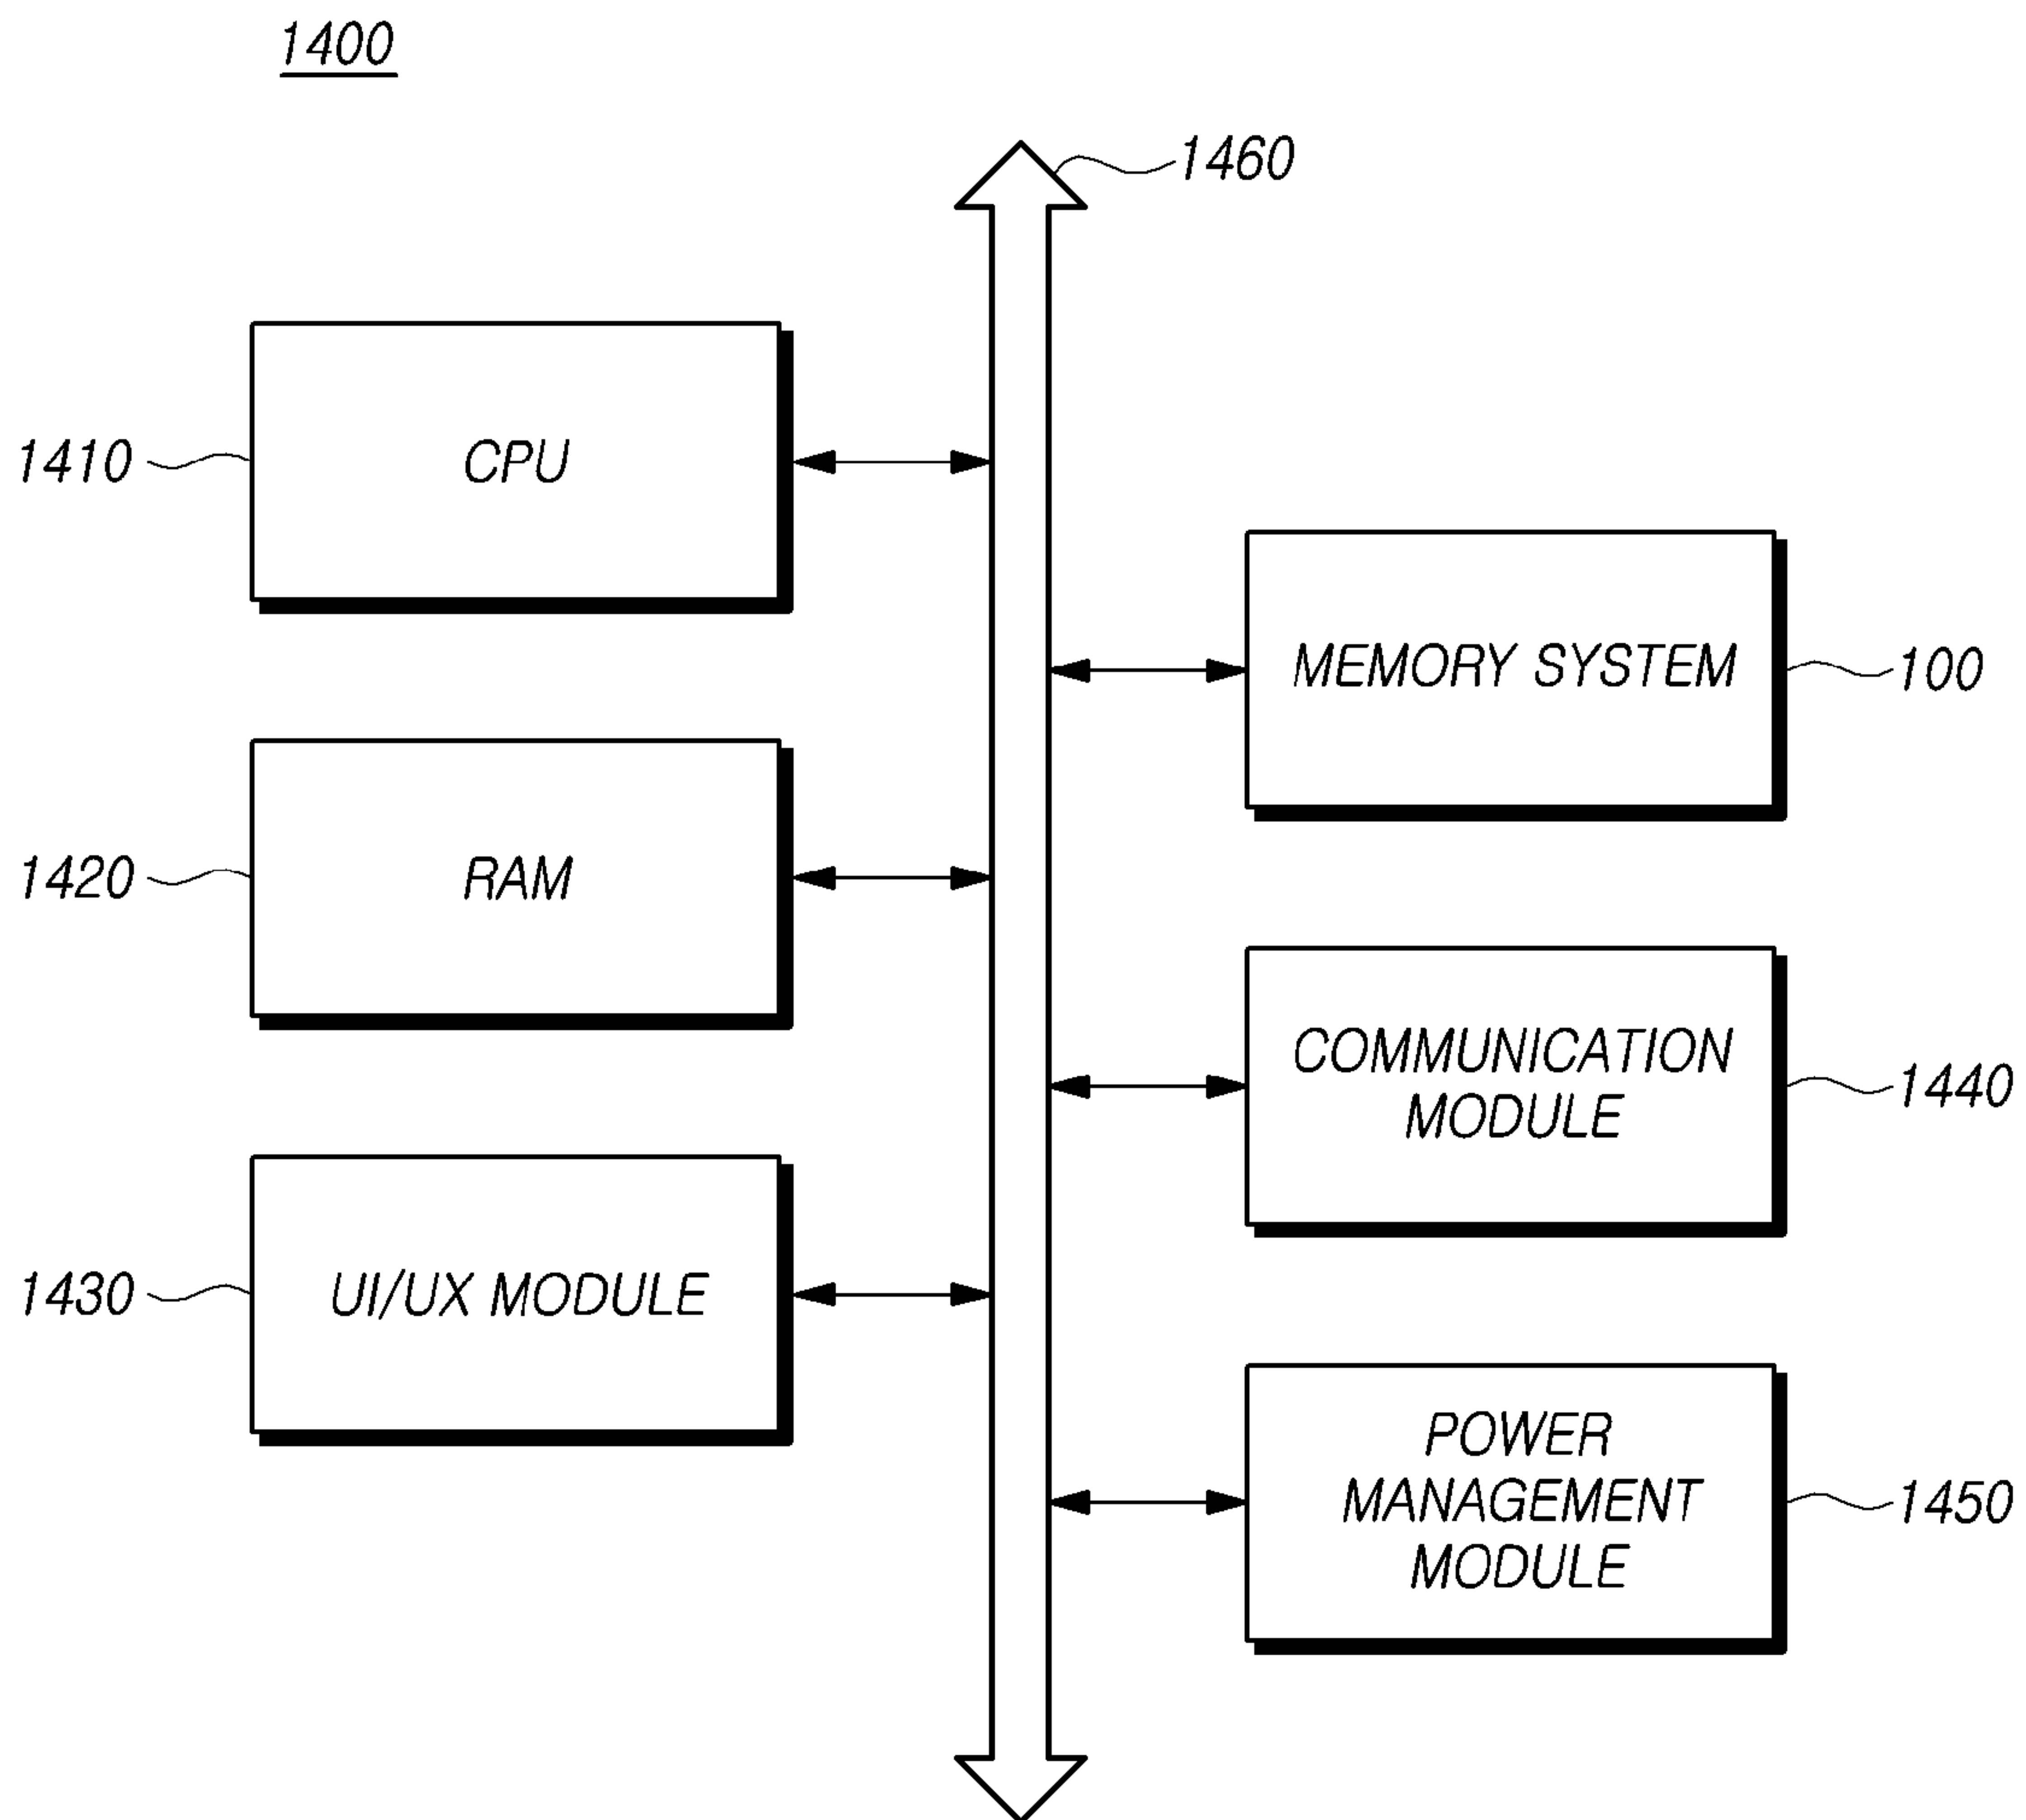 1400
1460
1410
CPU
MEMORY SYSTEM
100
1420
RAM
COMMUNICATION
MODULE
1440
1430
UI/UX MODULE
POWER
MANAGEMENT
MODULE
1450